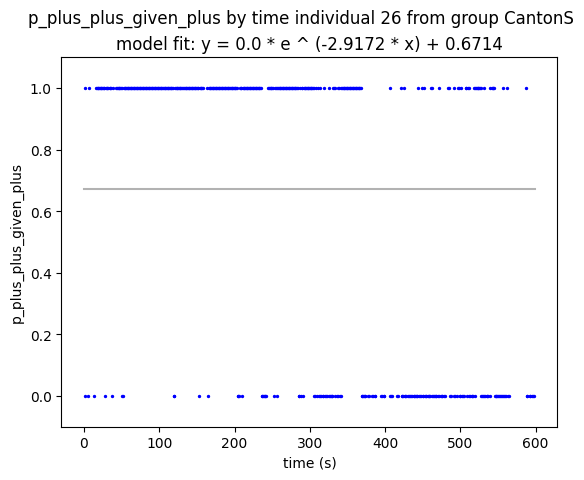 p_plus_plus_given_plus by time individual 26 from group CantonS
model fit: y = 0.0 * e ^ (-2.9172 * x) + 0.6714
1.0
0.8
0.6
0.4
0.2
0.0
p_plus_plus_given_plus
0 100 200 300 400 500 600
time (s)